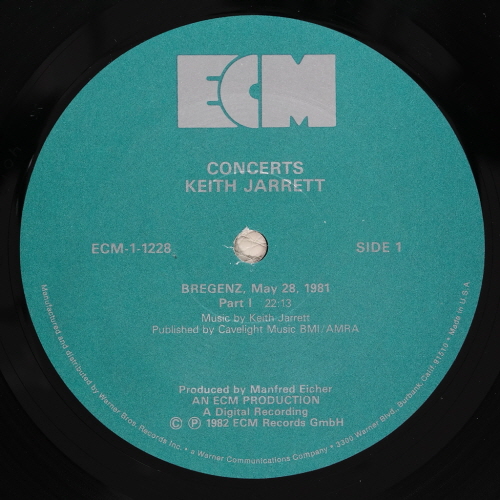 ECM
CONCERTS
KEITH JARRETT
ECM-1-1228
SIDE 1
BREGENZ, May 28, 1981
Part I 22:13
Music by Keith Jarrett
Published by Cavelight Music BMI/AMRA
Produced by Manfred Eicher
AN ECM PRODUCTION
A Digital Recording
© ℗ 1982 ECM Records GmbH
Manufactured and distributed by Warner Bros. Records Inc. • a Warner Communications Company • 3300 Warner Blvd., Burbank, Calif. 91510 • Made in U.S.A.